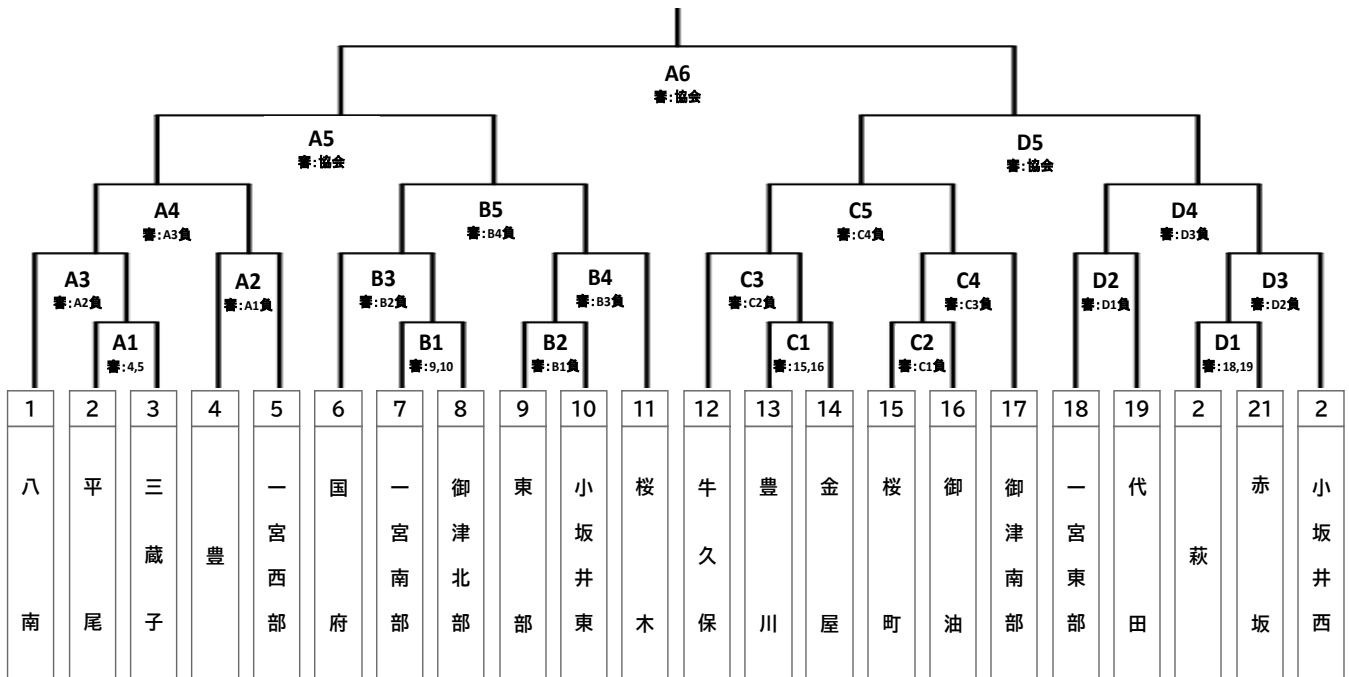 A6
審:協会
A5
審:協会
D5
審:協会
A4
審:A3負
B5
審:B4負
C5
審:C4負
D4
審:D3負
A3
審:A2負
A2
審:A1負
B3
審:B2負
B4
審:B3負
C3
審:C2負
C4
審:C3負
D2
審:D1負
D3
審:D2負
A1
審:4,5
B1
審:9,10
B2
審:B1負
C1
審:15,16
C2
審:C1負
D1
審:18,19
1
2
3
4
5
6
7
8
9
10
11
12
13
14
15
16
17
18
19
2
21
2
八南
平尾
三蔵子
豊
一宮西部
国府
一宮南部
御津北部
東部
小坂井東
桜木
牛久保
豊川
金屋
桜町
御油
御津南部
一宮東部
代田
萩
赤坂
小坂井西